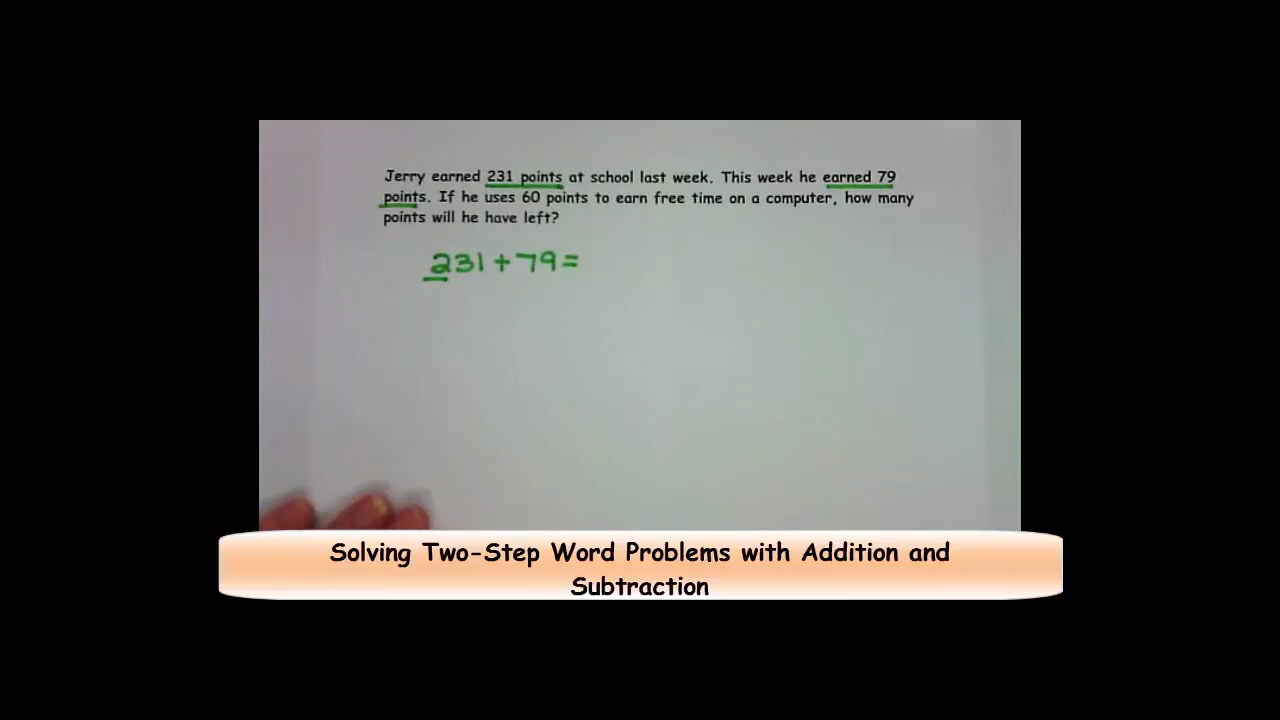 Jerry earned 231 points at school last week. This week he earned 79
points. If he uses 60 points to earn free time on a computer, how many
points will he have left?
231+79=
Solving Two-Step Word Problems with Addition and
Subtraction